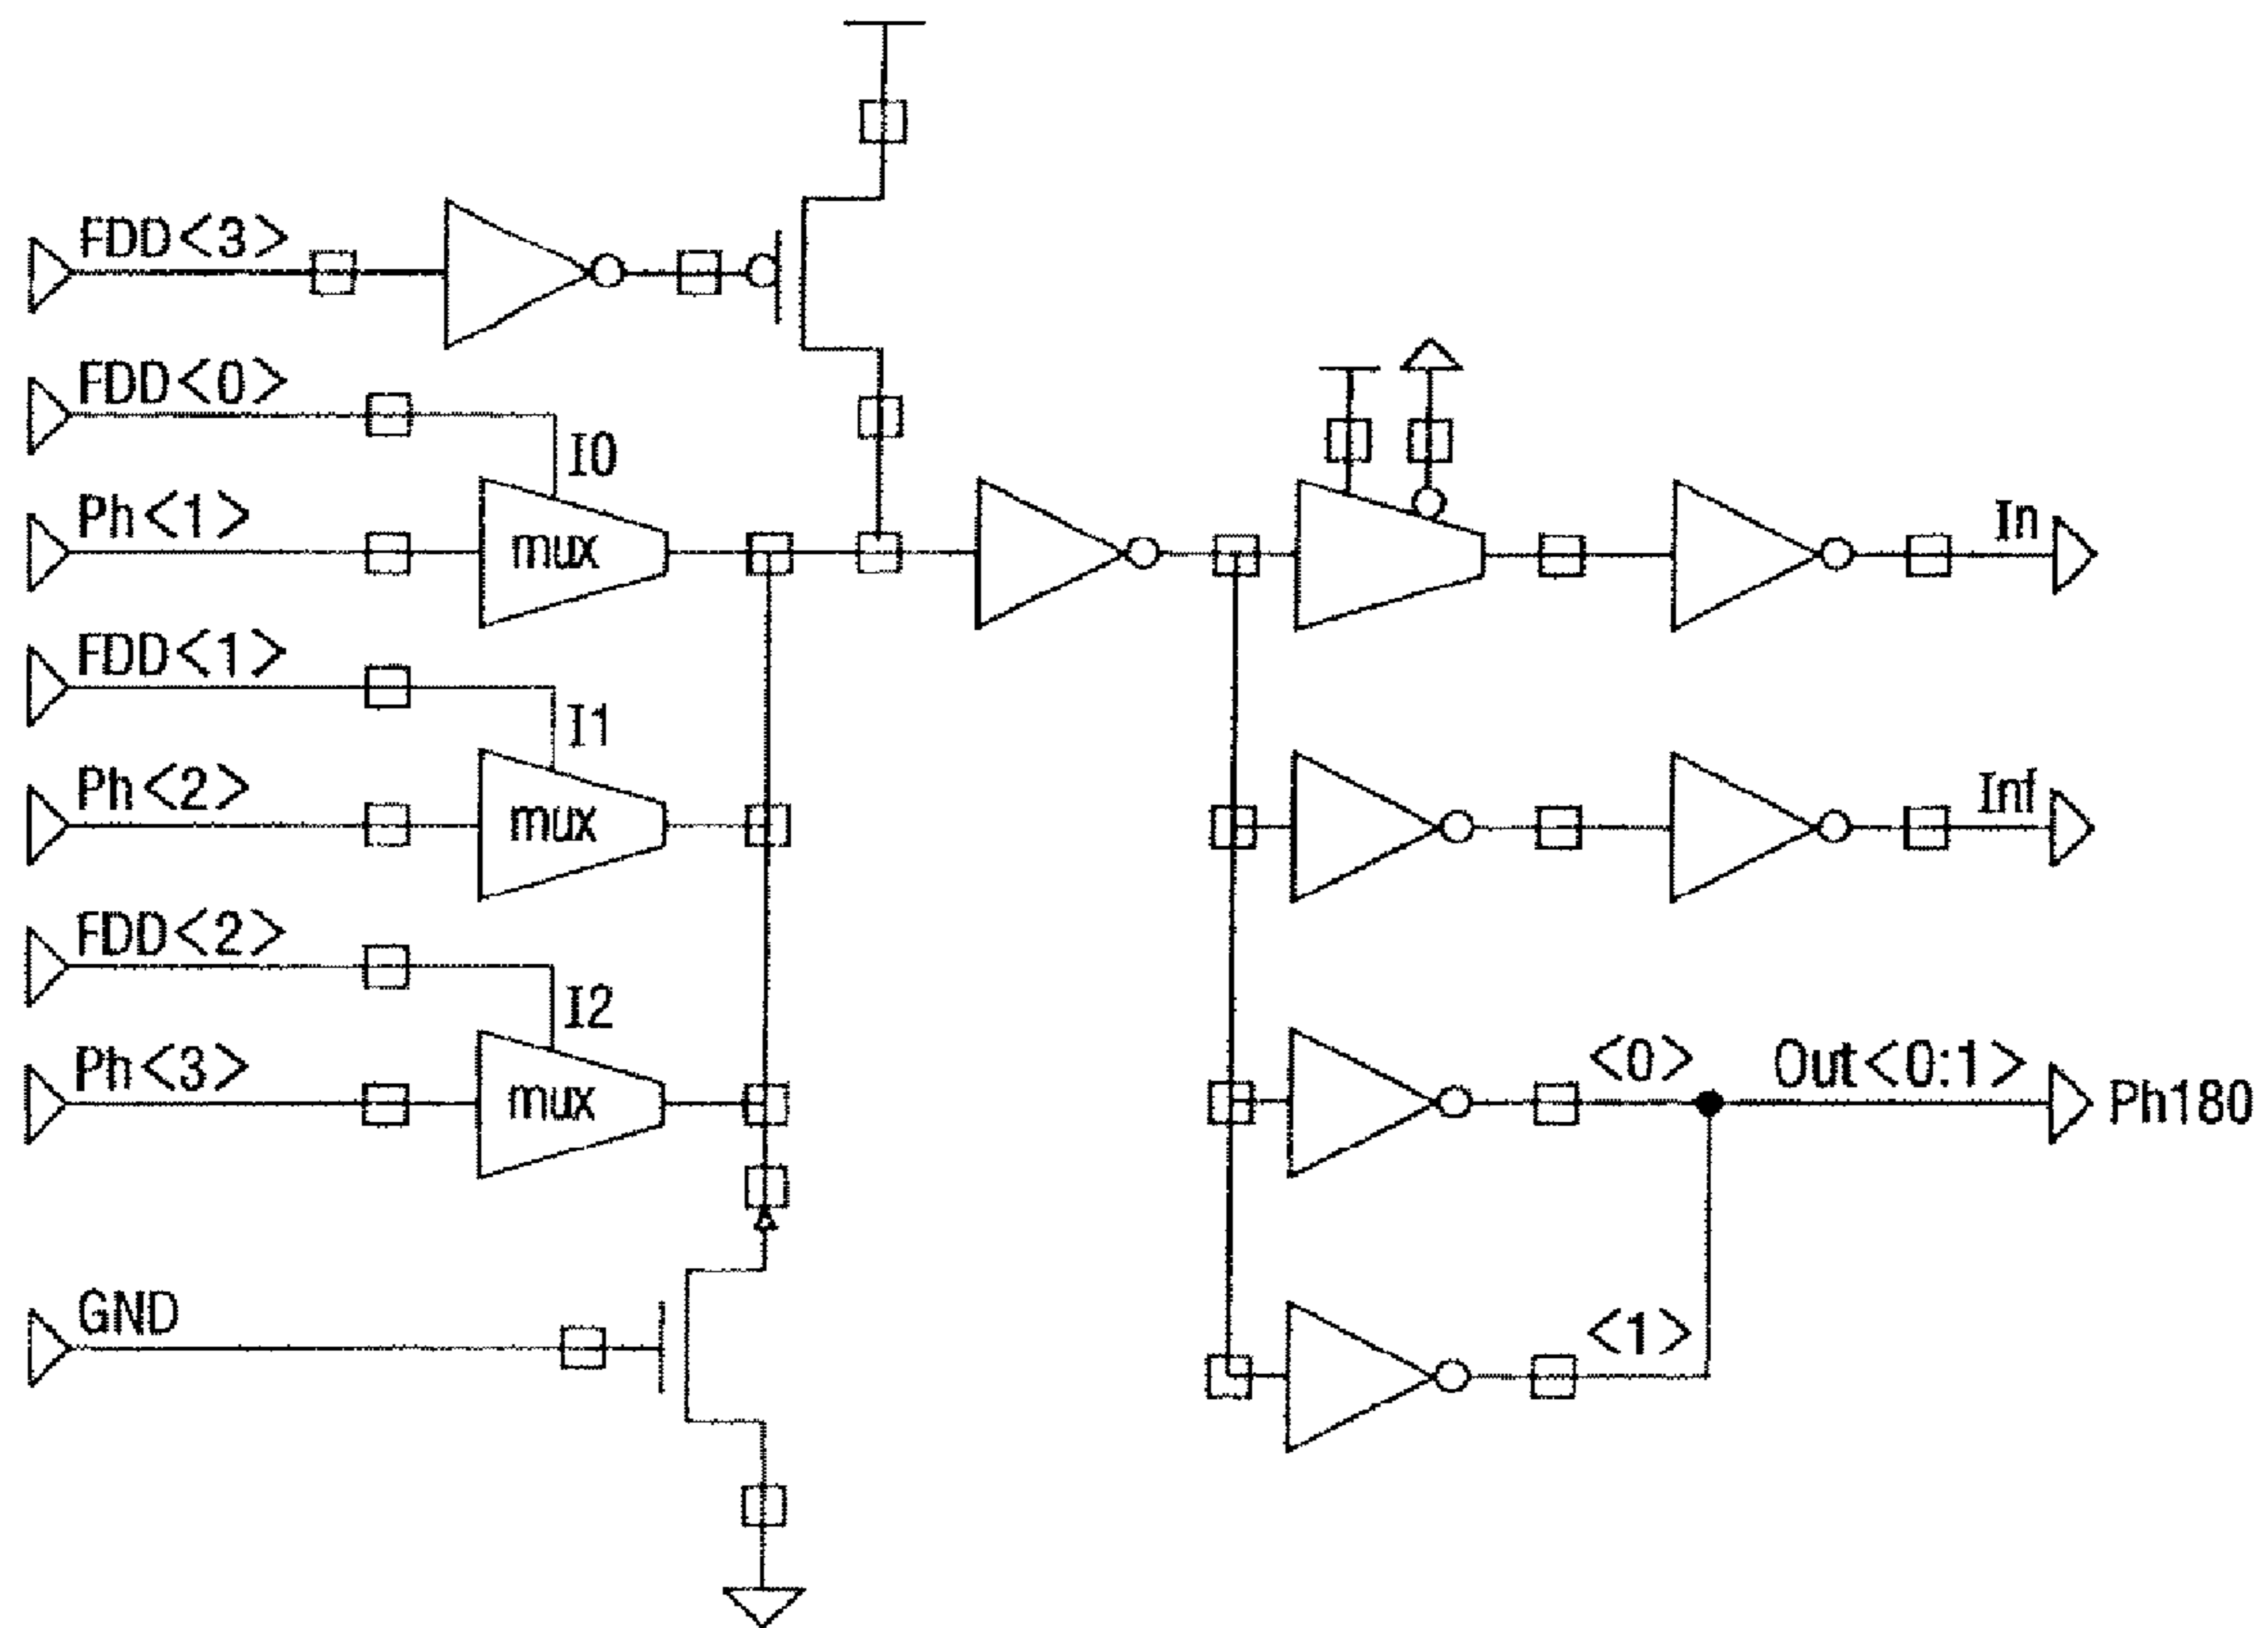 FDD<3>
FDD<0>
I0
Ph<1>
mux
In
FDD<1>
I1
Ph<2>
mux
Inf
FDD<2>
I2
Ph<3>
mux
<0>
Out<0:1>
Ph180
GND
<1>